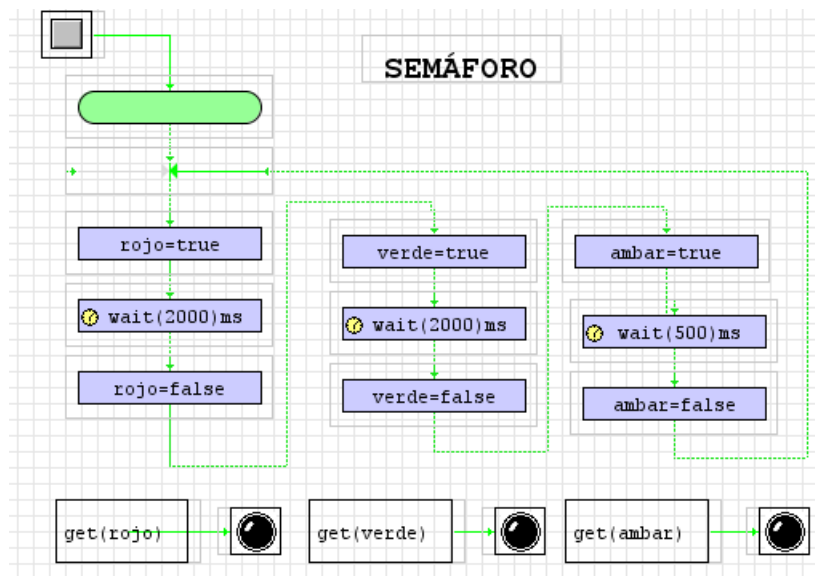 SEMÁFORO
rojo=true
wait(2000)ms
rojo=false
verde=true
wait(2000)ms
verde=false
ambar=true
wait(500)ms
ambar=false
get(rojo)
get(verde)
get(ambar)